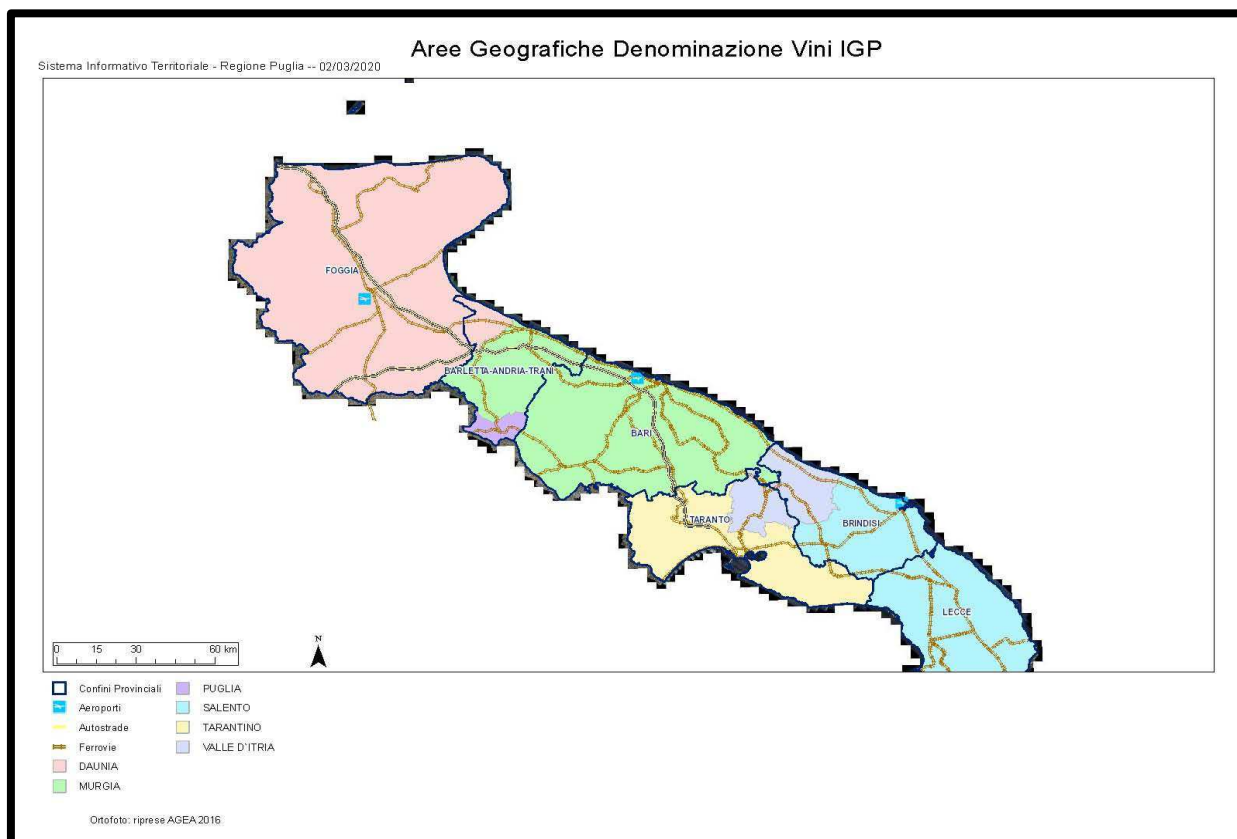 Aree Geografiche Denominazione Vini IGP
Sistema Informativo Territoriale - Regione Puglia -- 02/03/2020
FOGGIA
BARLETTA-ANDRIA-TRANI
BARI
TARANTO
BRINDISI
LECCE
0 15 30 60 km
N
Confini Provinciali
Aeroporti
Autostrade
Ferrovie
DAUNIA
MURGIA
PUGLIA
SALENTO
TARANTINO
VALLE D'ITRIA
Ortofoto: riprese AGEA 2016